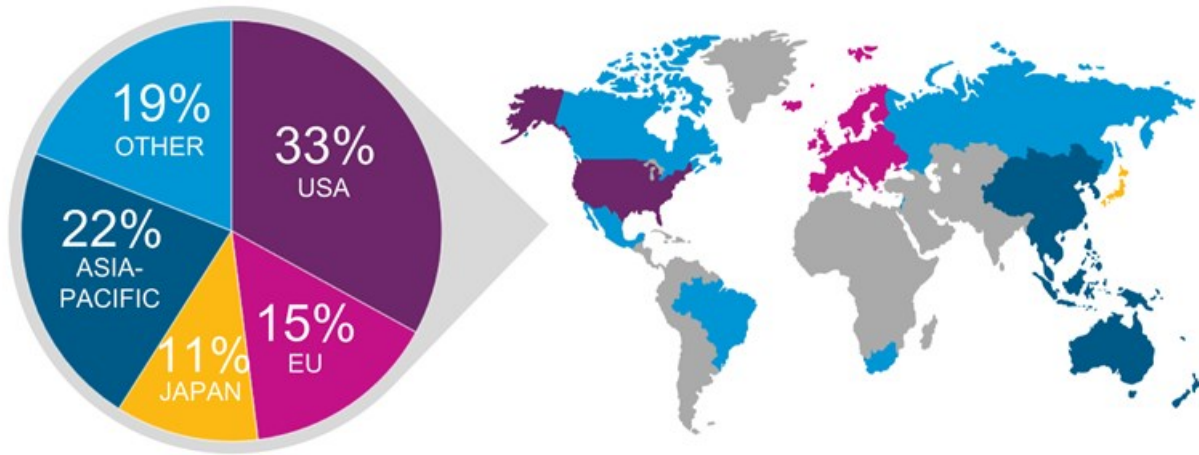 19%
OTHER
33%
USA
22%
ASIA-
PACIFIC
15%
EU
11%
JAPAN